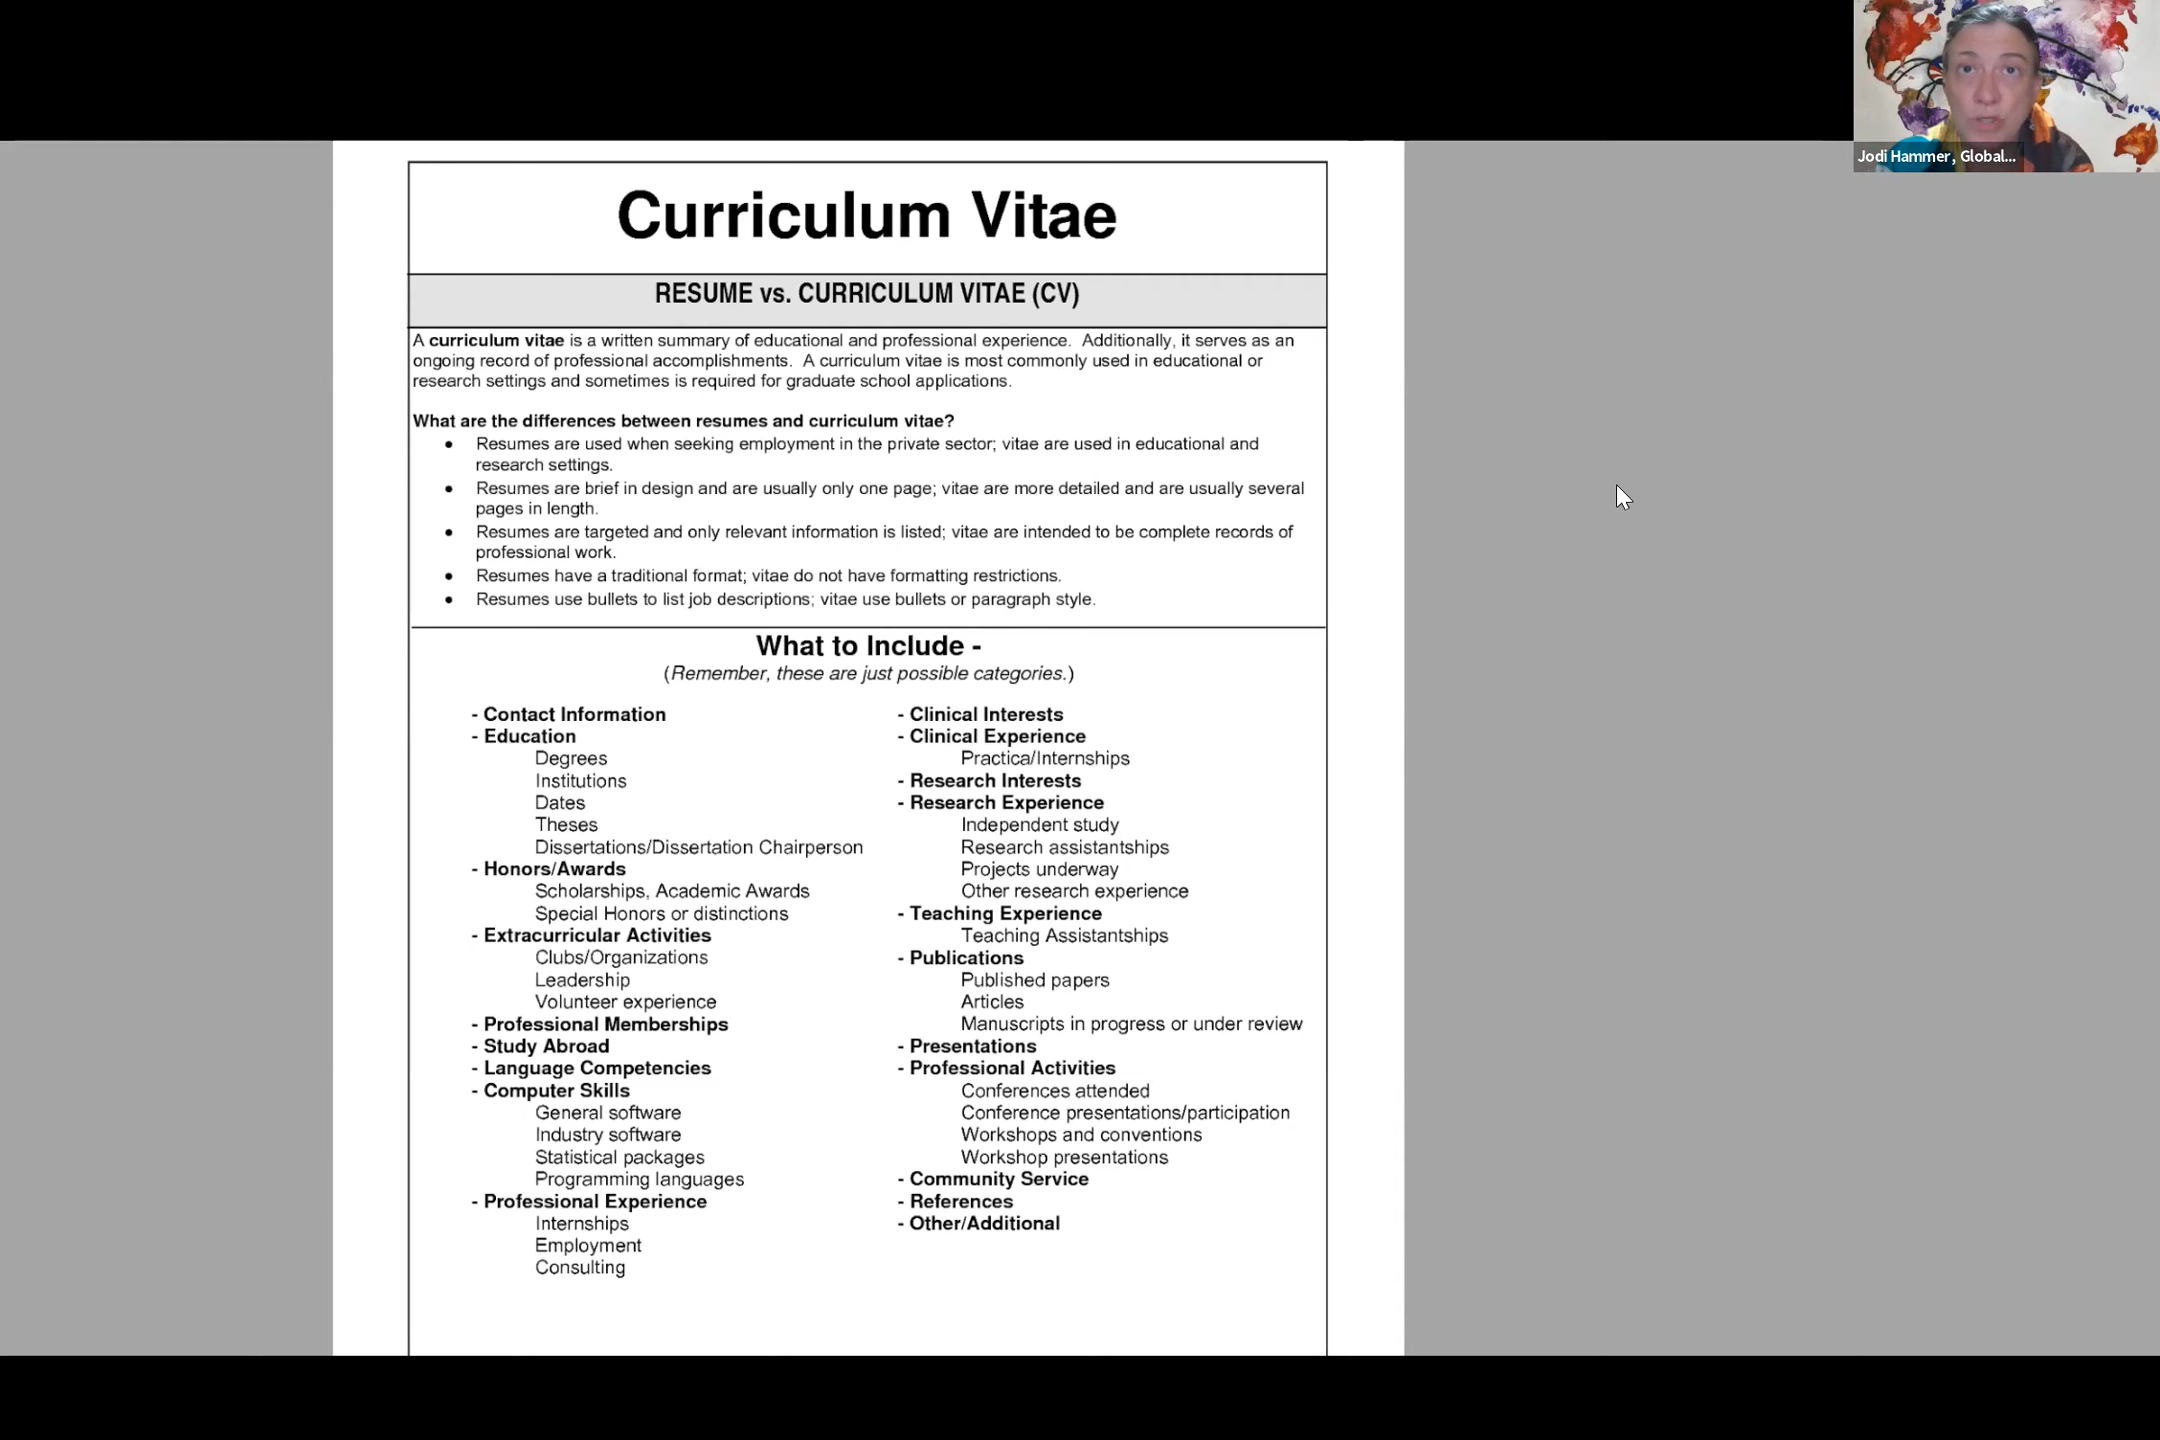 Jodi Hammer, Global...
Curriculum Vitae
RESUME vs. CURRICULUM VITAE (CV)
A curriculum vitae is a written summary of educational and professional experience.  Additionally, it serves as an
ongoing record of professional accomplishments.  A curriculum vitae is most commonly used in educational or
research settings and sometimes is required for graduate school applications.
What are the differences between resumes and curriculum vitae?
• Resumes are used when seeking employment in the private sector; vitae are used in educational and
research settings.
• Resumes are brief in design and are usually only one page; vitae are more detailed and are usually several
pages in length.
• Resumes are targeted and only relevant information is listed; vitae are intended to be complete records of
professional work.
• Resumes have a traditional format; vitae do not have formatting restrictions.
• Resumes use bullets to list job descriptions; vitae use bullets or paragraph style.
What to Include -
(Remember, these are just possible categories.)
- Contact Information
- Education
Degrees
Institutions
Dates
Theses
Dissertations/Dissertation Chairperson
- Honors/Awards
Scholarships, Academic Awards
Special Honors or distinctions
- Extracurricular Activities
Clubs/Organizations
Leadership
Volunteer experience
- Professional Memberships
- Study Abroad
- Language Competencies
- Computer Skills
General software
Industry software
Statistical packages
Programming languages
- Professional Experience
Internships
Employment
Consulting
- Clinical Interests
- Clinical Experience
Practica/Internships
- Research Interests
- Research Experience
Independent study
Research assistantships
Projects underway
Other research experience
- Teaching Experience
Teaching Assistantships
- Publications
Published papers
Articles
Manuscripts in progress or under review
- Presentations
- Professional Activities
Conferences attended
Conference presentations/participation
Workshops and conventions
Workshop presentations
- Community Service
- References
- Other/Additional